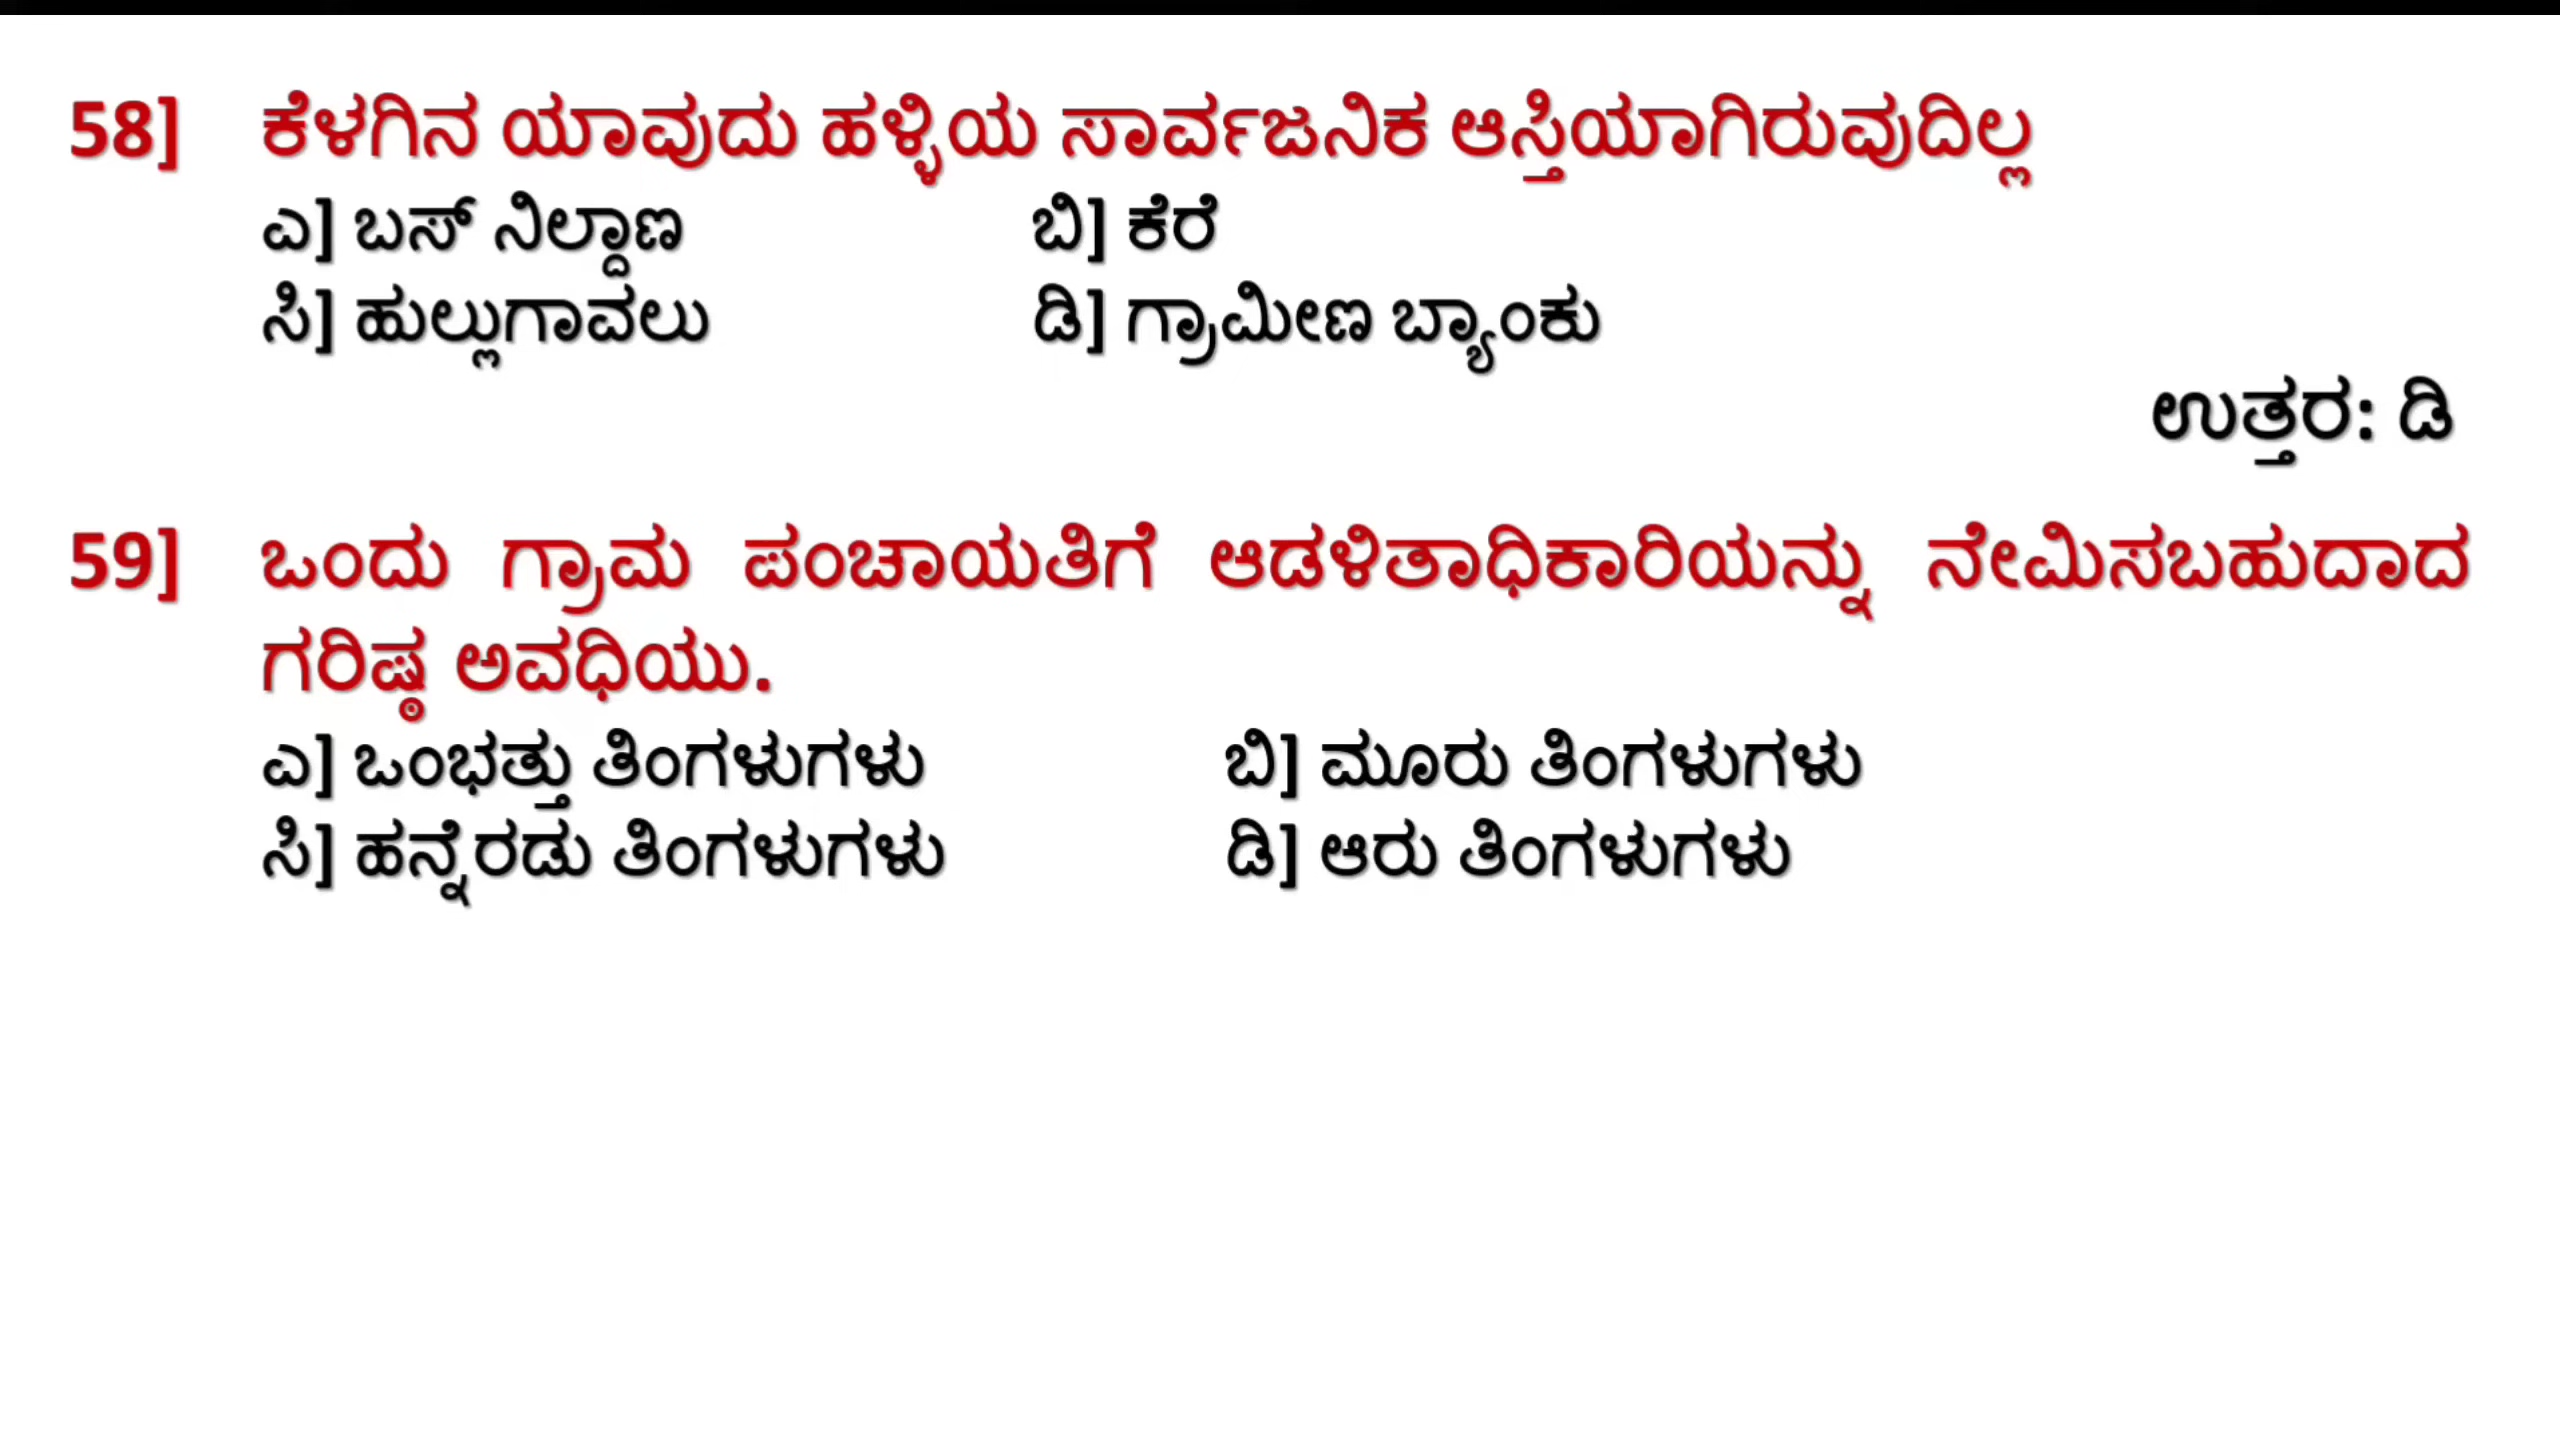 58] ಕೆಳಗಿನ ಯಾವುದು ಹಳ್ಳಿಯ ಸಾರ್ವಜನಿಕ ಆಸ್ತಿಯಾಗಿರುವುದಿಲ್ಲ
ಎ] ಬಸ್ ನಿಲ್ದಾಣ ಬಿ] ಕೆರೆ
ಸಿ] ಹುಲ್ಲುಗಾವಲು ಡಿ] ಗ್ರಾಮೀಣ ಬ್ಯಾಂಕು
ಉತ್ತರ: ಡಿ
59] ಒಂದು ಗ್ರಾಮ ಪಂಚಾಯತಿಗೆ ಆಡಳಿತಾಧಿಕಾರಿಯನ್ನು ನೇಮಿಸಬಹುದಾದ
ಗರಿಷ್ಠ ಅವಧಿಯು.
ಎ] ಒಂಭತ್ತು ತಿಂಗಳುಗಳು ಬಿ] ಮೂರು ತಿಂಗಳುಗಳು
ಸಿ] ಹನ್ನೆರಡು ತಿಂಗಳುಗಳು ಡಿ] ಆರು ತಿಂಗಳುಗಳು